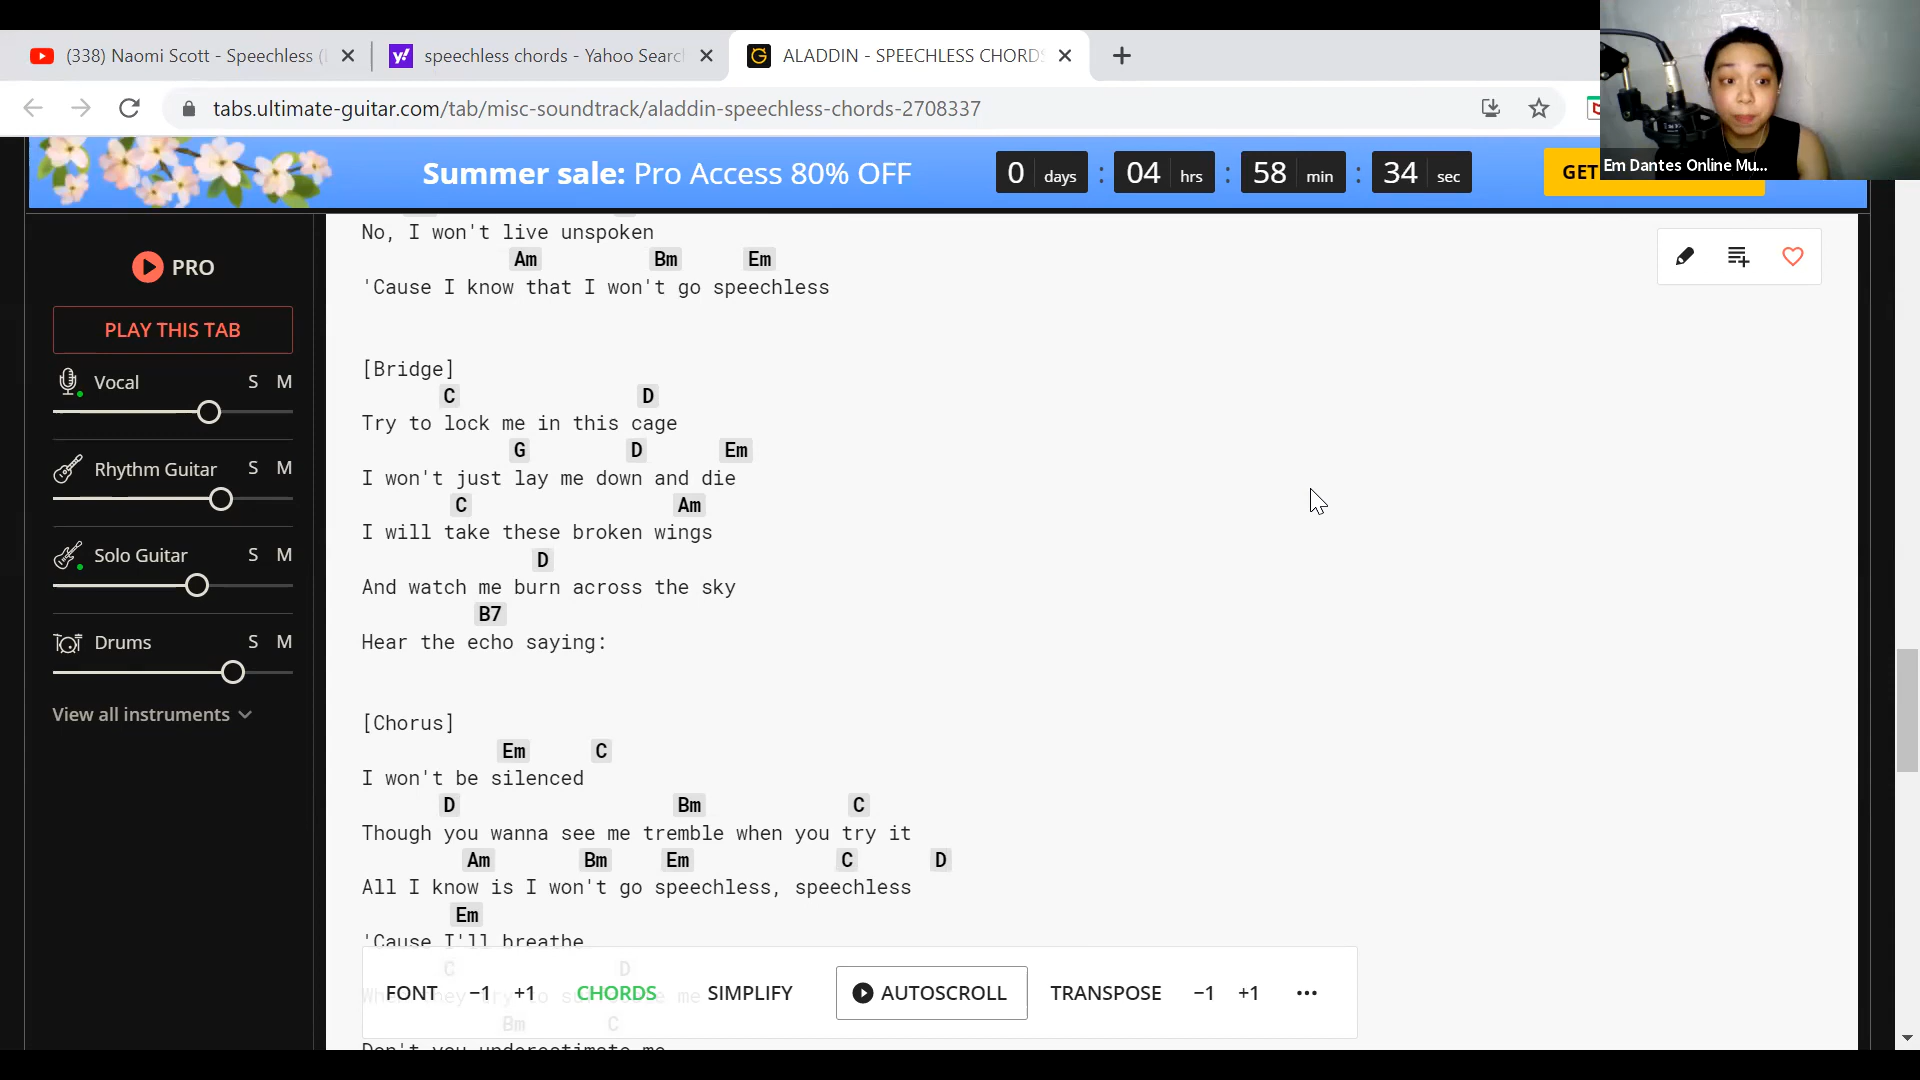 (338) Naomi Scott - Speechless (
speechless chords - Yahoo Searc
ALADDIN - SPEECHLESS CHORDS
tabs.ultimate-guitar.com/tab/misc-soundtrack/aladdin-speechless-chords-2708337
Em Dantes Online Mu...
Summer sale: Pro Access 80% OFF
0 days : 04 hrs : 58 min : 34 sec
GET
PRO
PLAY THIS TAB
Vocal S M
Rhythm Guitar S M
Solo Guitar S M
Drums S M
View all instruments
No, I won't live unspoken
Am Bm Em
'Cause I know that I won't go speechless
[Bridge]
C D
Try to lock me in this cage
G D Em
I won't just lay me down and die
C Am
I will take these broken wings
D
And watch me burn across the sky
B7
Hear the echo saying:
[Chorus]
Em C
I won't be silenced
D Bm C
Though you wanna see me tremble when you try it
Am Bm Em C D
All I know is I won't go speechless, speechless
Em
'Cause I'll breathe
C D
FONT −1 +1 CHORDS SIMPLIFY AUTOSCROLL TRANSPOSE −1 +1
Bm C
Don't you underestimate me